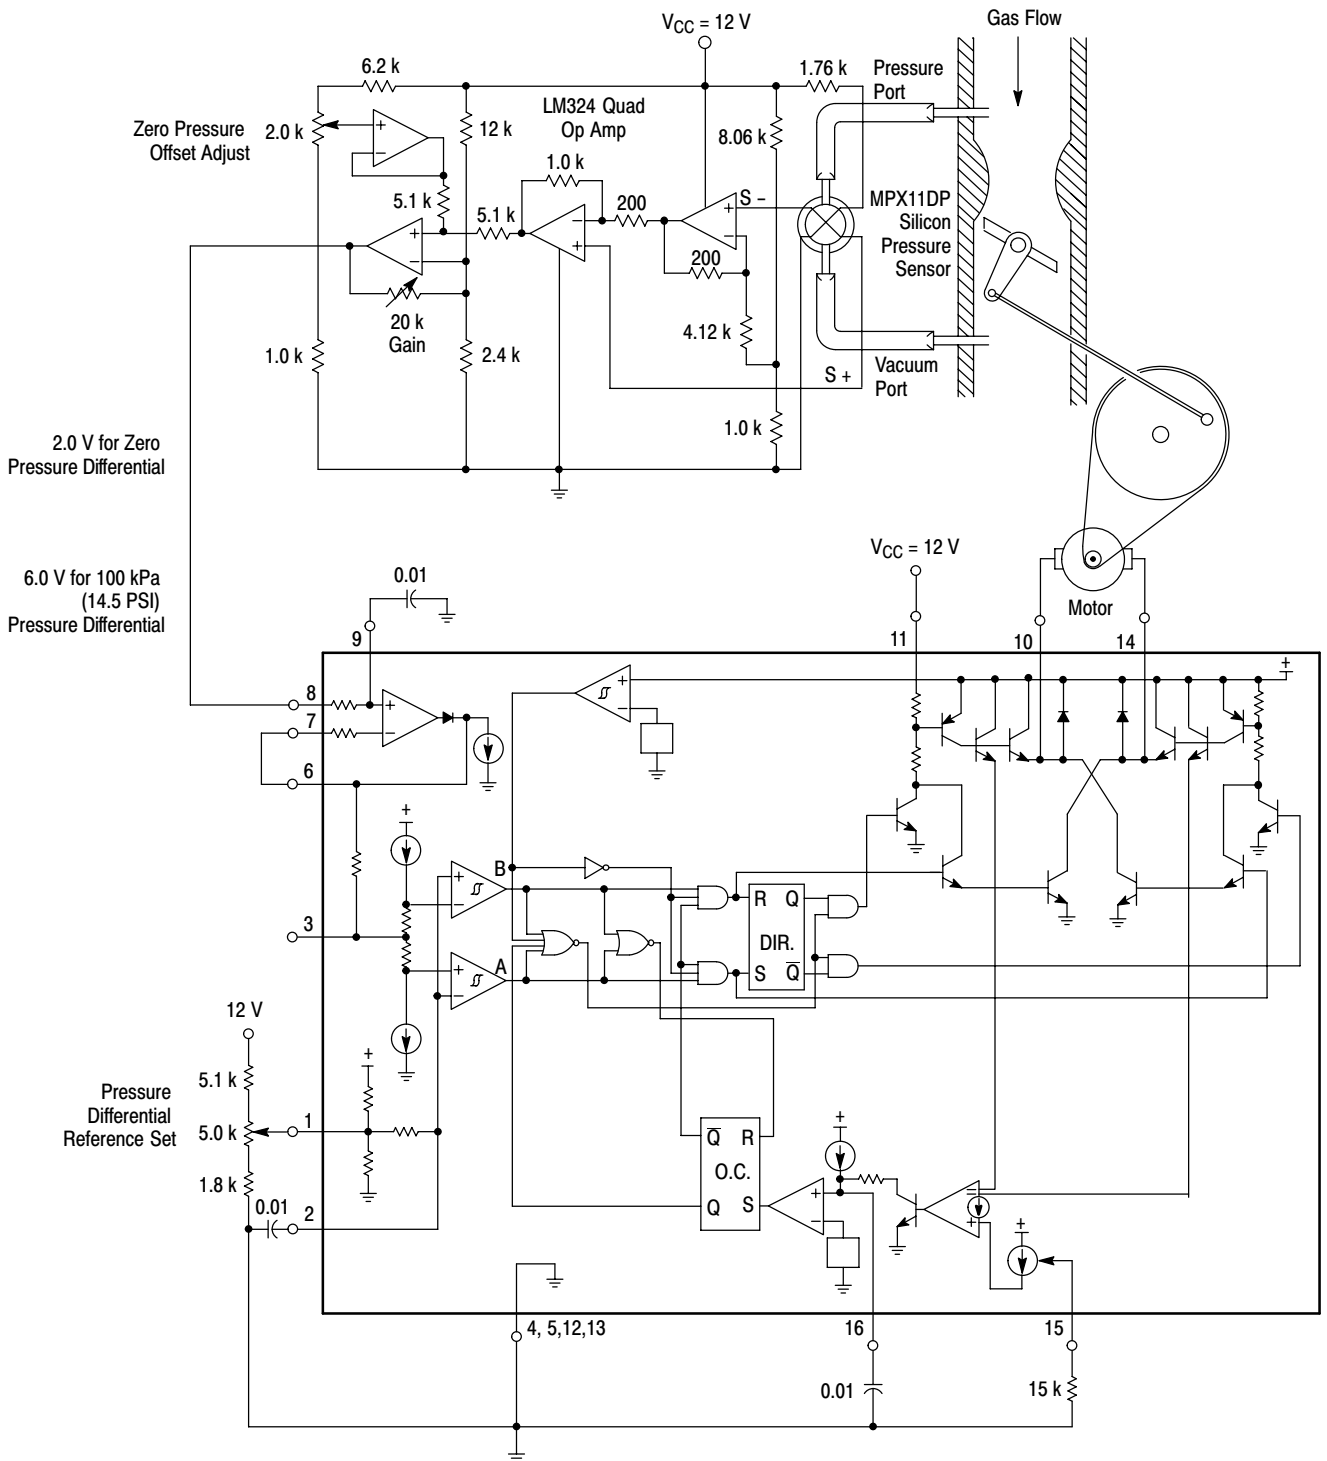 V_CC = 12 V
Gas Flow
6.2 k
1.76 k
Pressure
Port
LM324 Quad
Op Amp
Zero Pressure
Offset Adjust
2.0 k
+
−
12 k
8.06 k
1.0 k
5.1 k
200
S −
+
−
MPX11DP
Silicon
Pressure
Sensor
5.1 k
−
+
+
−
200
20 k
Gain
4.12 k
1.0 k
2.4 k
Vacuum
Port
S +
1.0 k
2.0 V for Zero
Pressure Differential
V_CC = 12 V
6.0 V for 100 kPa
(14.5 PSI)
Pressure Differential
0.01
Motor
9
11
10
14
8
+
−
7
6
+
−
+
+
+
−
B
3
R
Q
DIR.
S
Q̅
+
−
A
12 V
5.1 k
+
Pressure
Differential
Reference Set
5.0 k
1
1.8 k
0.01
2
Q̅
R
O.C.
Q
S
+
+
−
−
+
+
4, 5,12,13
16
15
0.01
15 k